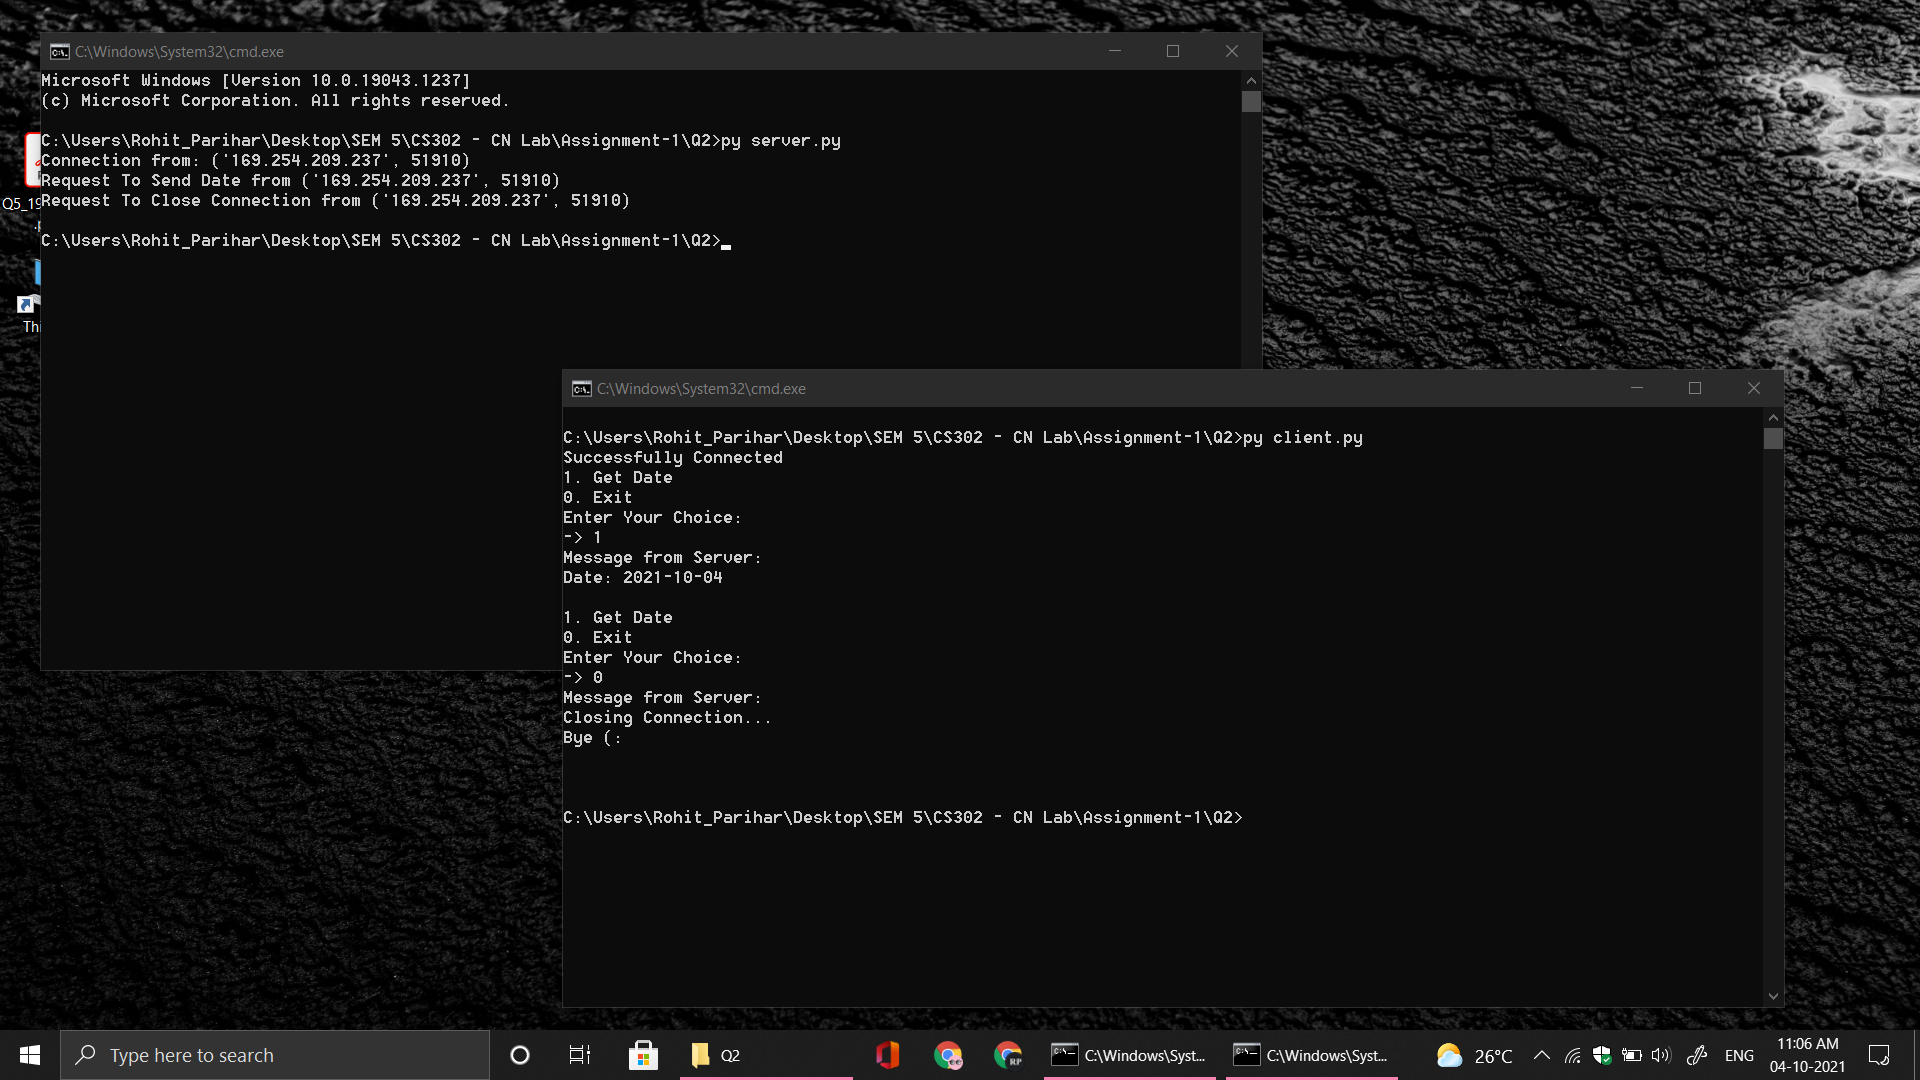 C:\Windows\System32\cmd.exe
Microsoft Windows [Version 10.0.19043.1237]
(c) Microsoft Corporation. All rights reserved.
C:\Users\Rohit_Parihar\Desktop\SEM 5\CS302 - CN Lab\Assignment-1\Q2>py server.py
Connection from: ('169.254.209.237', 51910)
Request To Send Date from ('169.254.209.237', 51910)
Request To Close Connection from ('169.254.209.237', 51910)
C:\Users\Rohit_Parihar\Desktop\SEM 5\CS302 - CN Lab\Assignment-1\Q2>
Q5_19
Thi
C:\Windows\System32\cmd.exe
C:\Users\Rohit_Parihar\Desktop\SEM 5\CS302 - CN Lab\Assignment-1\Q2>py client.py
Successfully Connected
1. Get Date
0. Exit
Enter Your Choice:
-> 1
Message from Server:
Date: 2021-10-04
1. Get Date
0. Exit
Enter Your Choice:
-> 0
Message from Server:
Closing Connection...
Bye (:
C:\Users\Rohit_Parihar\Desktop\SEM 5\CS302 - CN Lab\Assignment-1\Q2>
Type here to search
Q2
RP
C:\Windows\Syst...
C:\Windows\Syst...
26°C
ENG
11:06 AM
04-10-2021